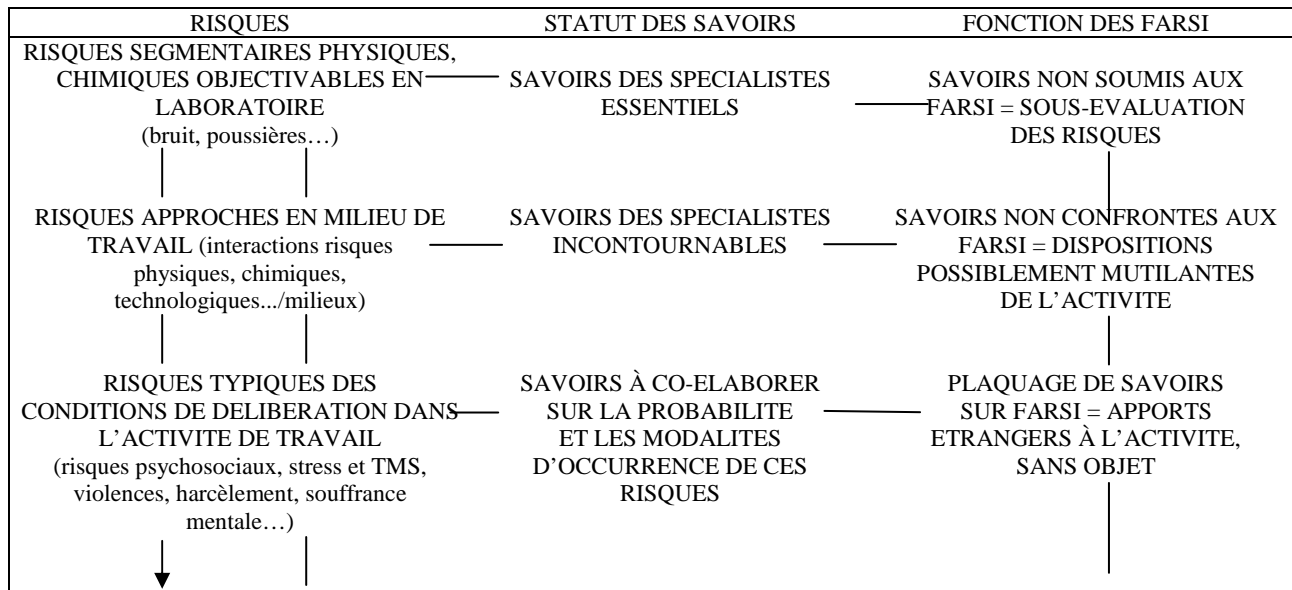 RISQUES
STATUT DES SAVOIRS
FONCTION DES FARSI
RISQUES SEGMENTAIRES PHYSIQUES,
CHIMIQUES OBJECTIVABLES EN
LABORATOIRE
(bruit, poussières…)
SAVOIRS DES SPECIALISTES
ESSENTIELS
SAVOIRS NON SOUMIS AUX
FARSI = SOUS-EVALUATION
DES RISQUES
RISQUES APPROCHES EN MILIEU DE
TRAVAIL (interactions risques
physiques, chimiques,
technologiques.../milieux)
SAVOIRS DES SPECIALISTES
INCONTOURNABLES
SAVOIRS NON CONFRONTES AUX
FARSI = DISPOSITIONS
POSSIBLEMENT MUTILANTES
DE L’ACTIVITE
RISQUES TYPIQUES DES
CONDITIONS DE DELIBERATION DANS
L’ACTIVITE DE TRAVAIL
(risques psychosociaux, stress et TMS,
violences, harcèlement, souffrance
mentale…)
SAVOIRS À CO-ELABORER
SUR LA PROBABILITE
ET LES MODALITES
D’OCCURRENCE DE CES
RISQUES
PLAQUAGE DE SAVOIRS
SUR FARSI = APPORTS
ETRANGERS À L’ACTIVITE,
SANS OBJET